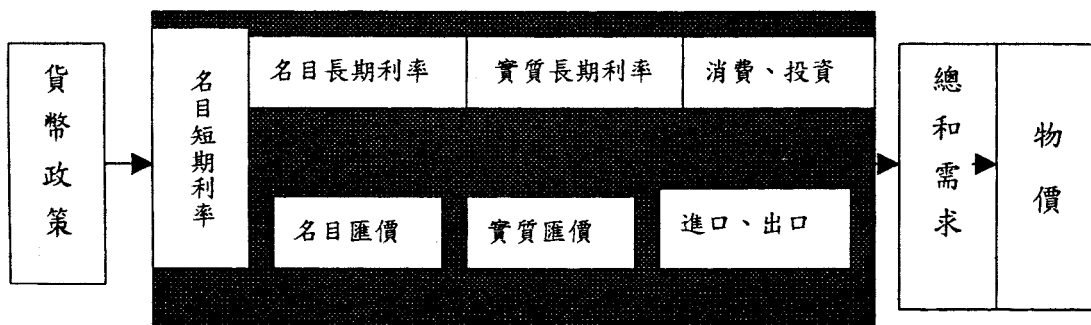 貨幣政策
名目短期利率
名目長期利率
實質長期利率
消費、投資
名目匯價
實質匯價
進口、出口
總和需求
物價